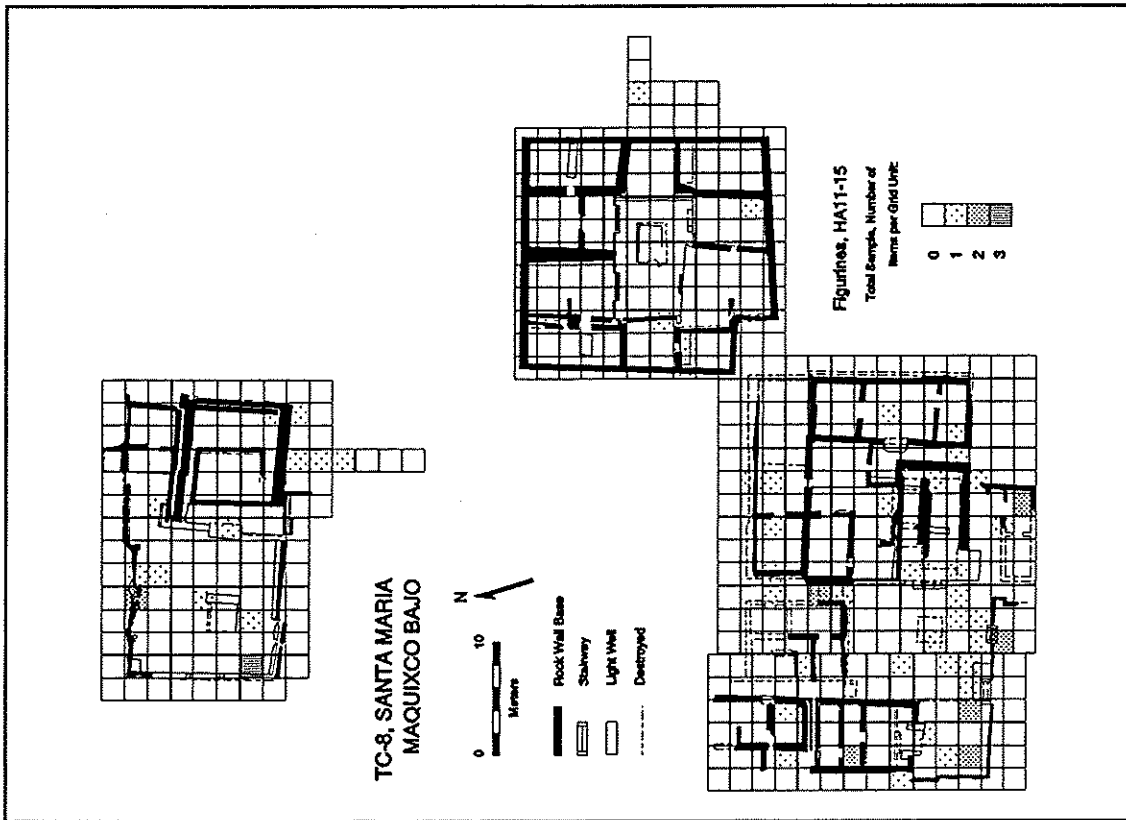 TC-8, SANTA MARIA
MAQUIXCO BAJO
N
0 10
Meters
Rock Wall Base
Stairway
Light Well
Destroyed
Figurines, HA11-15
Total Sample, Number of
Items per Grid Unit:
0
1
2
3